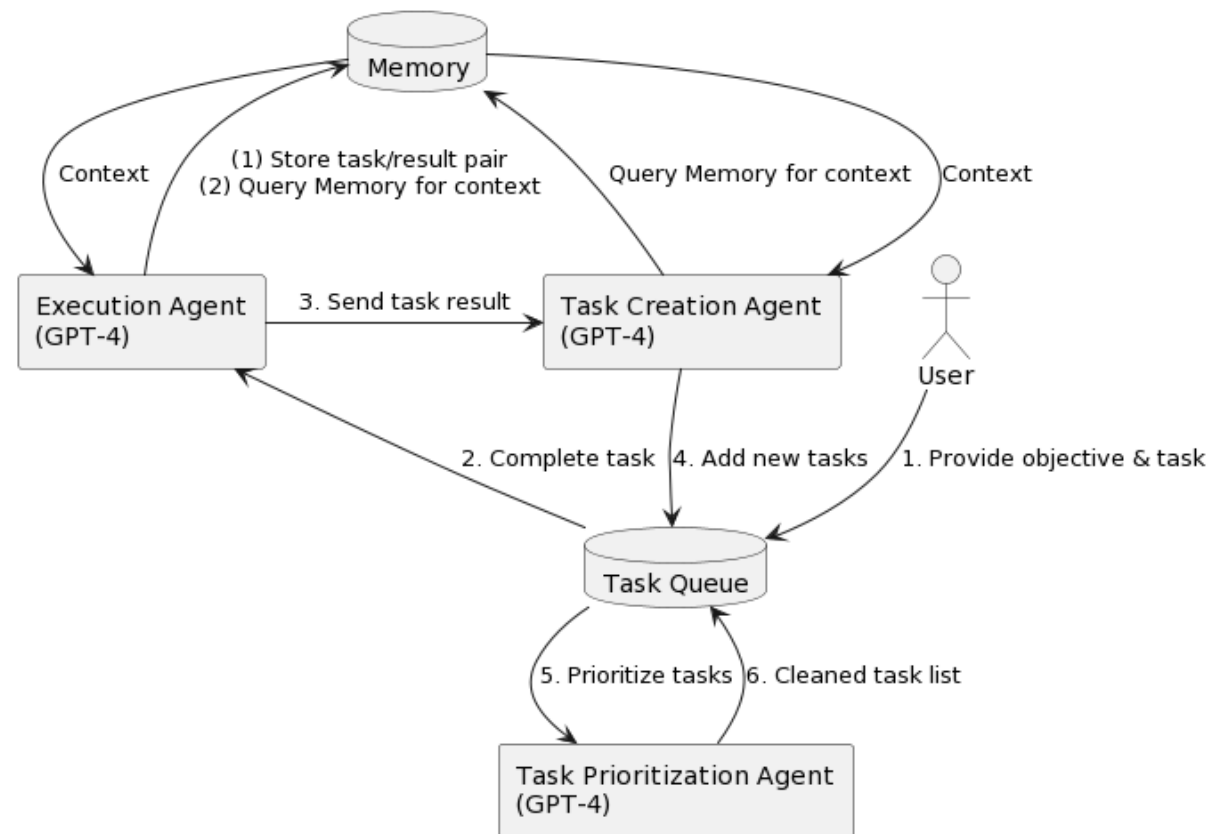 Memory
Context
(1) Store task/result pair
(2) Query Memory for context
Query Memory for context
Context
Execution Agent
(GPT-4)
3. Send task result
Task Creation Agent
(GPT-4)
User
2. Complete task
4. Add new tasks
1. Provide objective & task
Task Queue
5. Prioritize tasks
6. Cleaned task list
Task Prioritization Agent
(GPT-4)